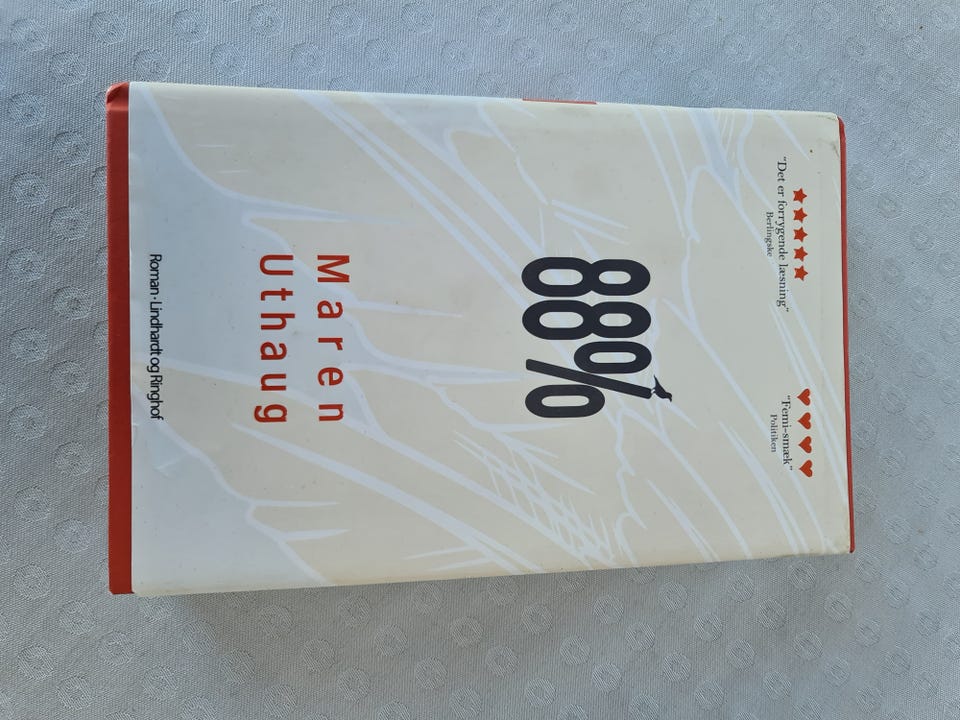 "Det er forrygende læsning"
Berlingske
"Femi-smæk"
Politiken
88%
Maren
Uthaug
Roman · Lindhardt og Ringhof